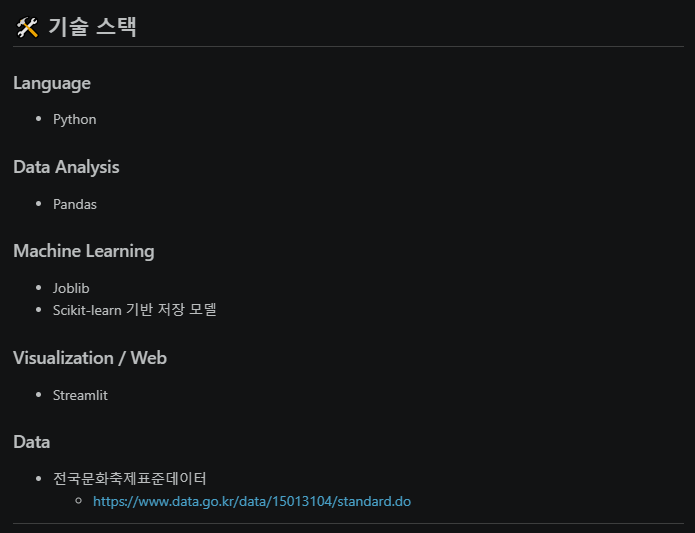 🛠️ 기술 스택
Language
Python
Data Analysis
Pandas
Machine Learning
Joblib
Scikit-learn 기반 저장 모델
Visualization / Web
Streamlit
Data
전국문화축제표준데이터
https://www.data.go.kr/data/15013104/standard.do